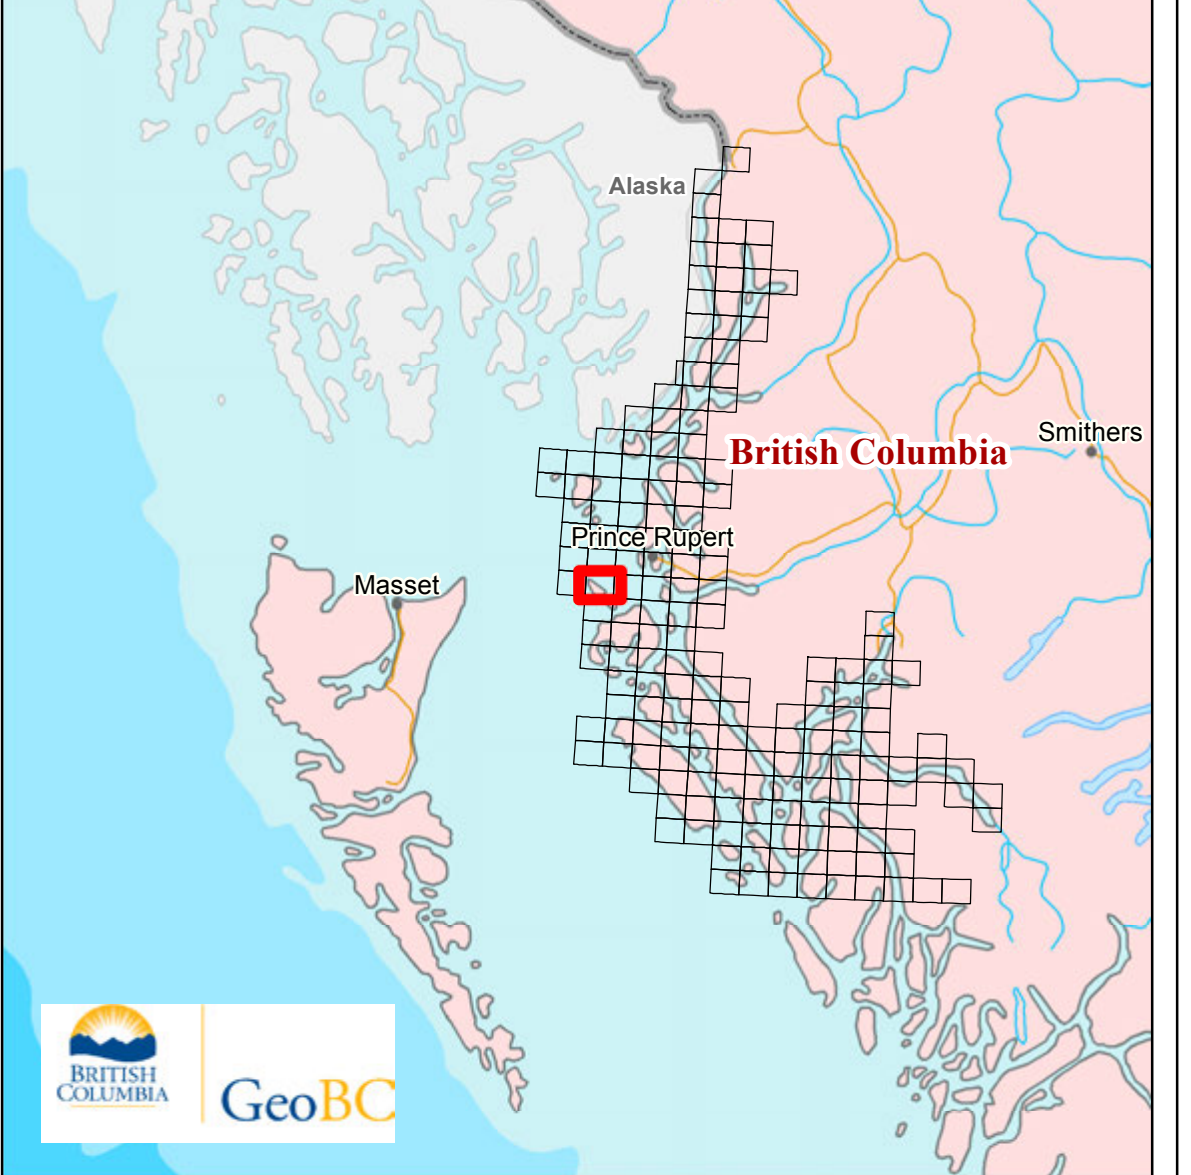 Alaska
British Columbia
Smithers
Prince Rupert
Masset
BRITISH
COLUMBIA
GeoBC